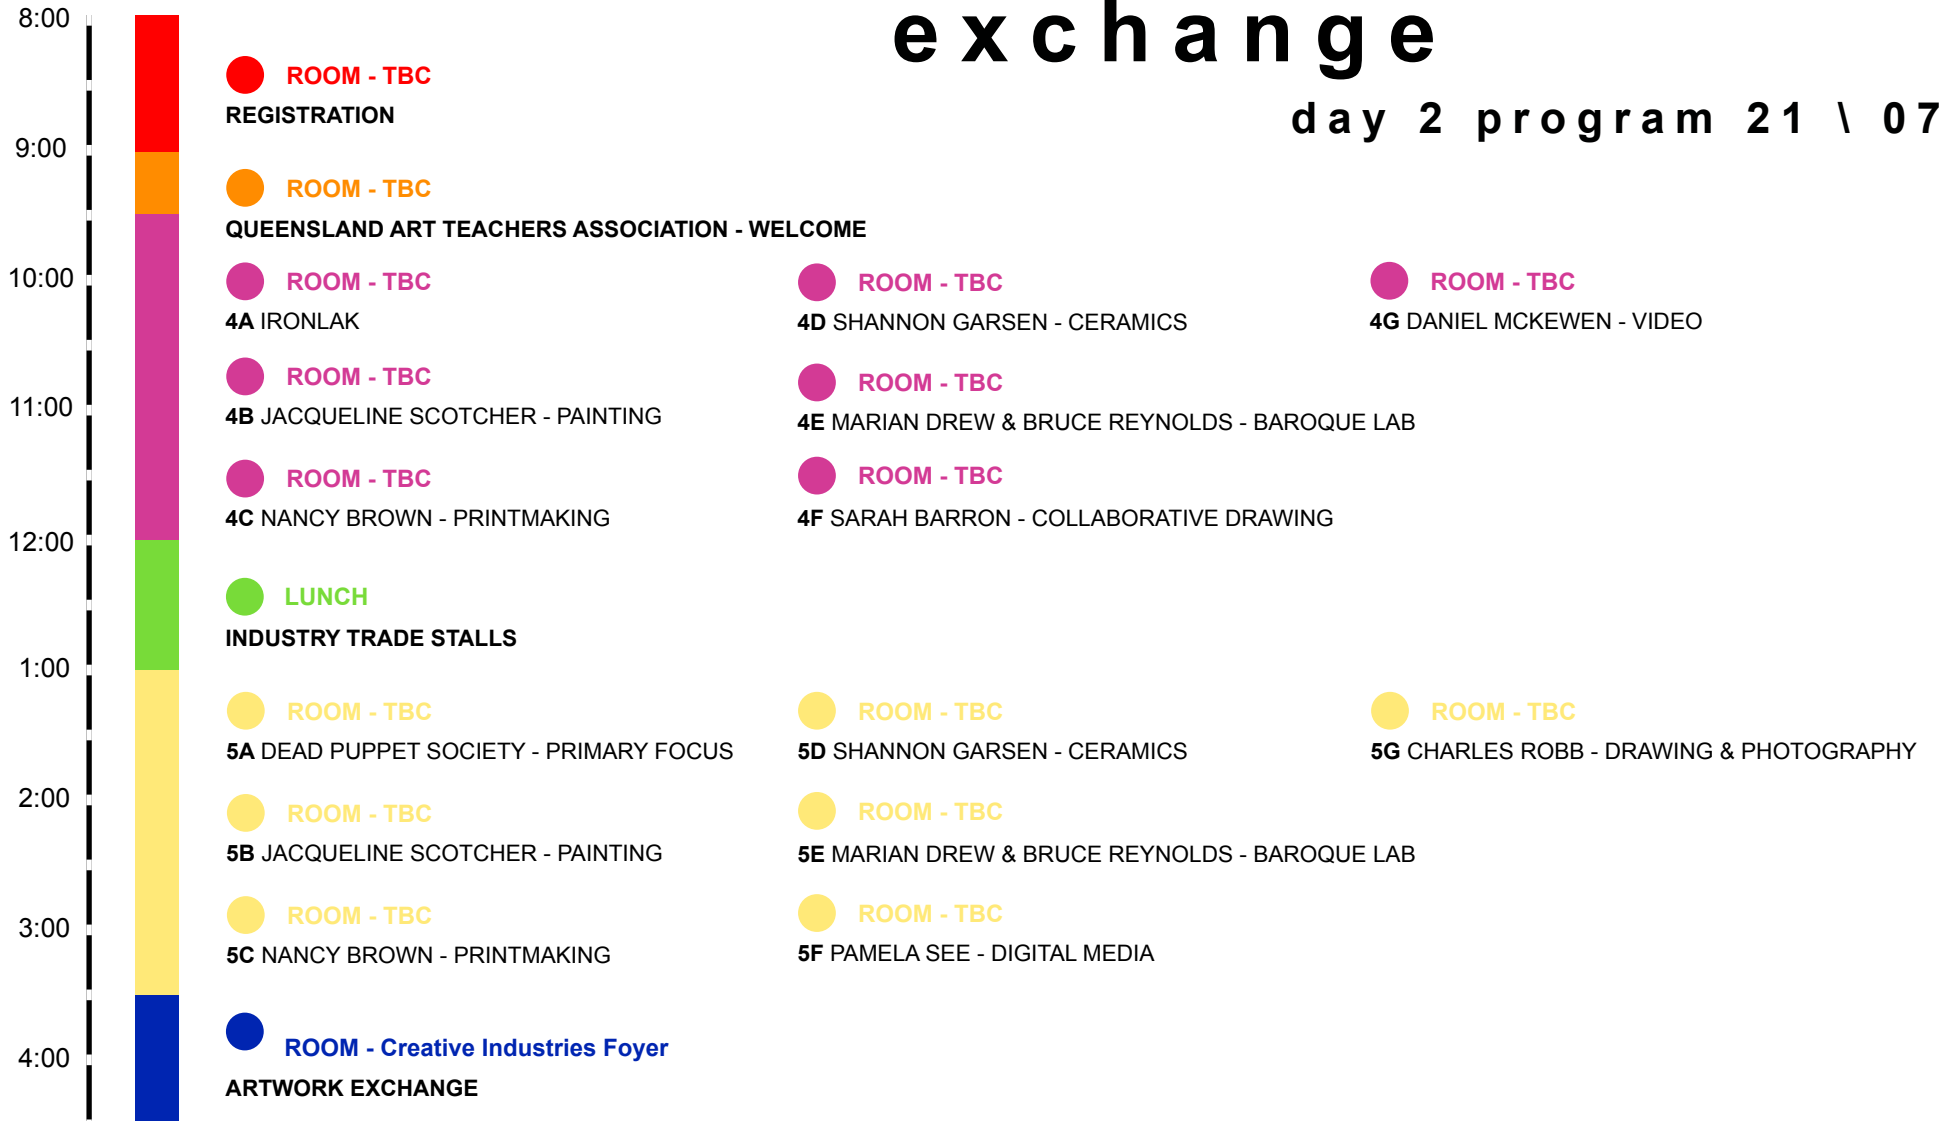 exchange
day 2 program 21 \ 07
8:00
ROOM - TBC
REGISTRATION
9:00
ROOM - TBC
QUEENSLAND ART TEACHERS ASSOCIATION - WELCOME
10:00
ROOM - TBC
4A IRONLAK
ROOM - TBC
4D SHANNON GARSEN - CERAMICS
ROOM - TBC
4G DANIEL MCKEWEN - VIDEO
ROOM - TBC
4B JACQUELINE SCOTCHER - PAINTING
ROOM - TBC
4E MARIAN DREW & BRUCE REYNOLDS - BAROQUE LAB
11:00
ROOM - TBC
4C NANCY BROWN - PRINTMAKING
ROOM - TBC
4F SARAH BARRON - COLLABORATIVE DRAWING
12:00
LUNCH
INDUSTRY TRADE STALLS
1:00
ROOM - TBC
5A DEAD PUPPET SOCIETY - PRIMARY FOCUS
ROOM - TBC
5D SHANNON GARSEN - CERAMICS
ROOM - TBC
5G CHARLES ROBB - DRAWING & PHOTOGRAPHY
2:00
ROOM - TBC
5B JACQUELINE SCOTCHER - PAINTING
ROOM - TBC
5E MARIAN DREW & BRUCE REYNOLDS - BAROQUE LAB
3:00
ROOM - TBC
5C NANCY BROWN - PRINTMAKING
ROOM - TBC
5F PAMELA SEE - DIGITAL MEDIA
4:00
ROOM - Creative Industries Foyer
ARTWORK EXCHANGE